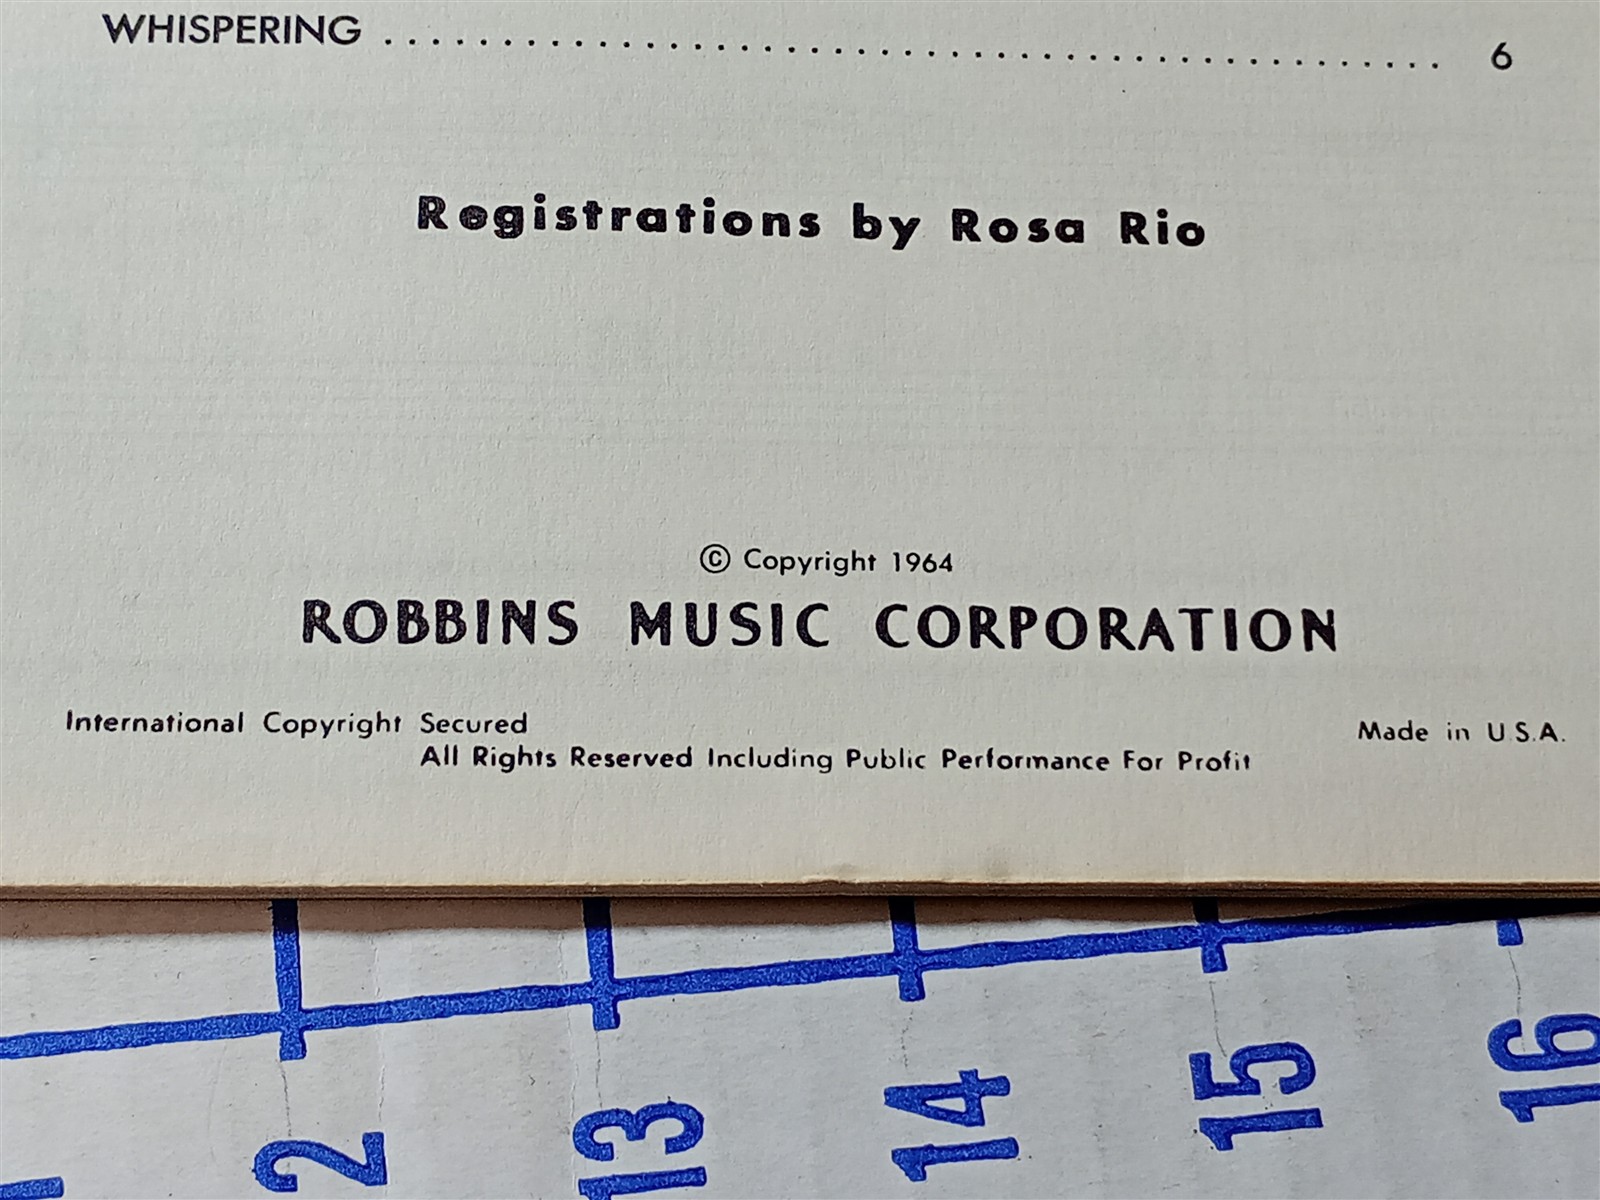 WHISPERING ........................................... 6
Registrations by Rosa Rio
© Copyright 1964
ROBBINS MUSIC CORPORATION
International Copyright Secured Made in U.S.A.
All Rights Reserved Including Public Performance For Profit
2 13 14 15 16